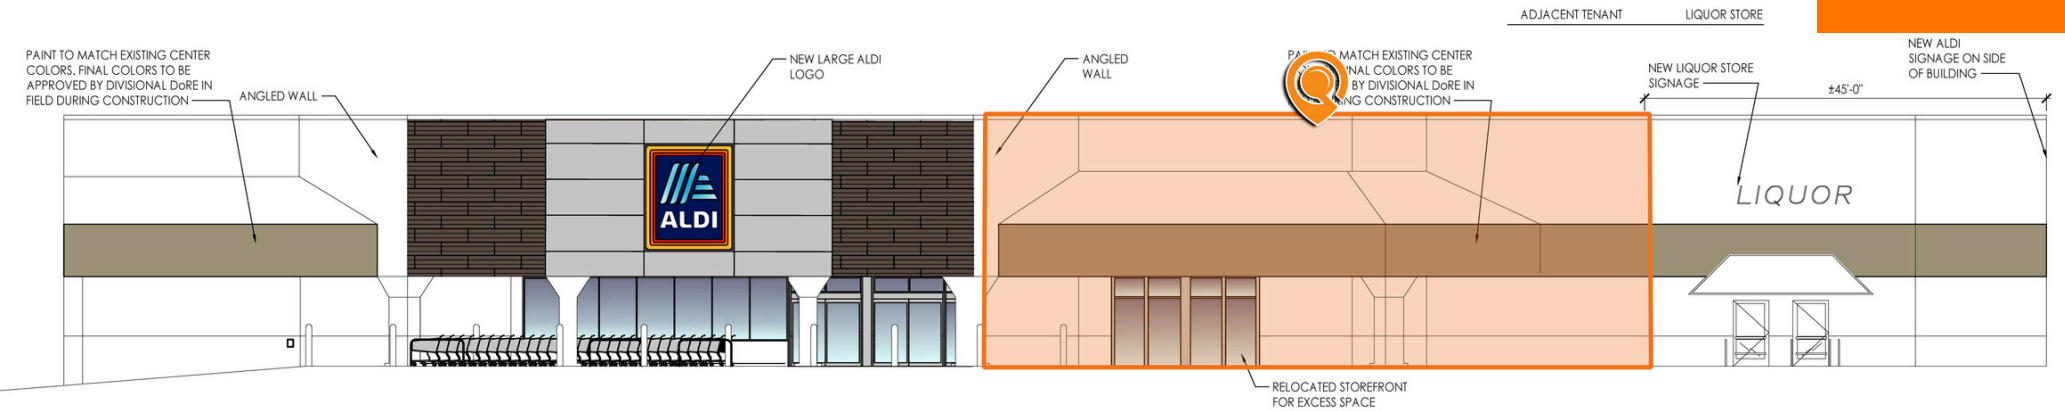 ADJACENT TENANT LIQUOR STORE
PAINT TO MATCH EXISTING CENTER
COLORS. FINAL COLORS TO BE
APPROVED BY DIVISIONAL DoRE IN
FIELD DURING CONSTRUCTION
ANGLED WALL
NEW LARGE ALDI
LOGO
ALDI
ANGLED
WALL
MATCH EXISTING CENTER
COLORS TO BE
BY DIVISIONAL DoRE IN
CONSTRUCTION
NEW LIQUOR STORE
SIGNAGE
±45'-0"
NEW ALDI
SIGNAGE ON SIDE
OF BUILDING
LIQUOR
RELOCATED STOREFRONT
FOR EXCESS SPACE